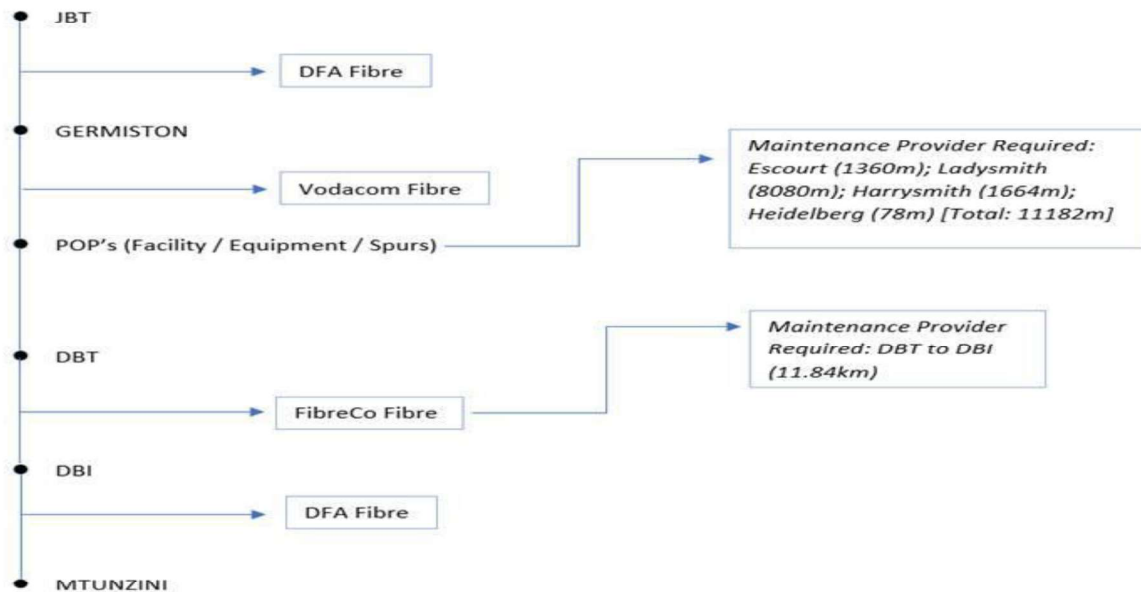 JBT
DFA Fibre
GERMISTON
Maintenance Provider Required:
Escourt (1360m); Ladysmith
(8080m); Harrysmith (1664m);
Heidelberg (78m) [Total: 11182m]
Vodacom Fibre
POP's (Facility / Equipment / Spurs)
Maintenance Provider
Required: DBT to DBI
(11.84km)
DBT
FibreCo Fibre
DBI
DFA Fibre
MTUNZINI